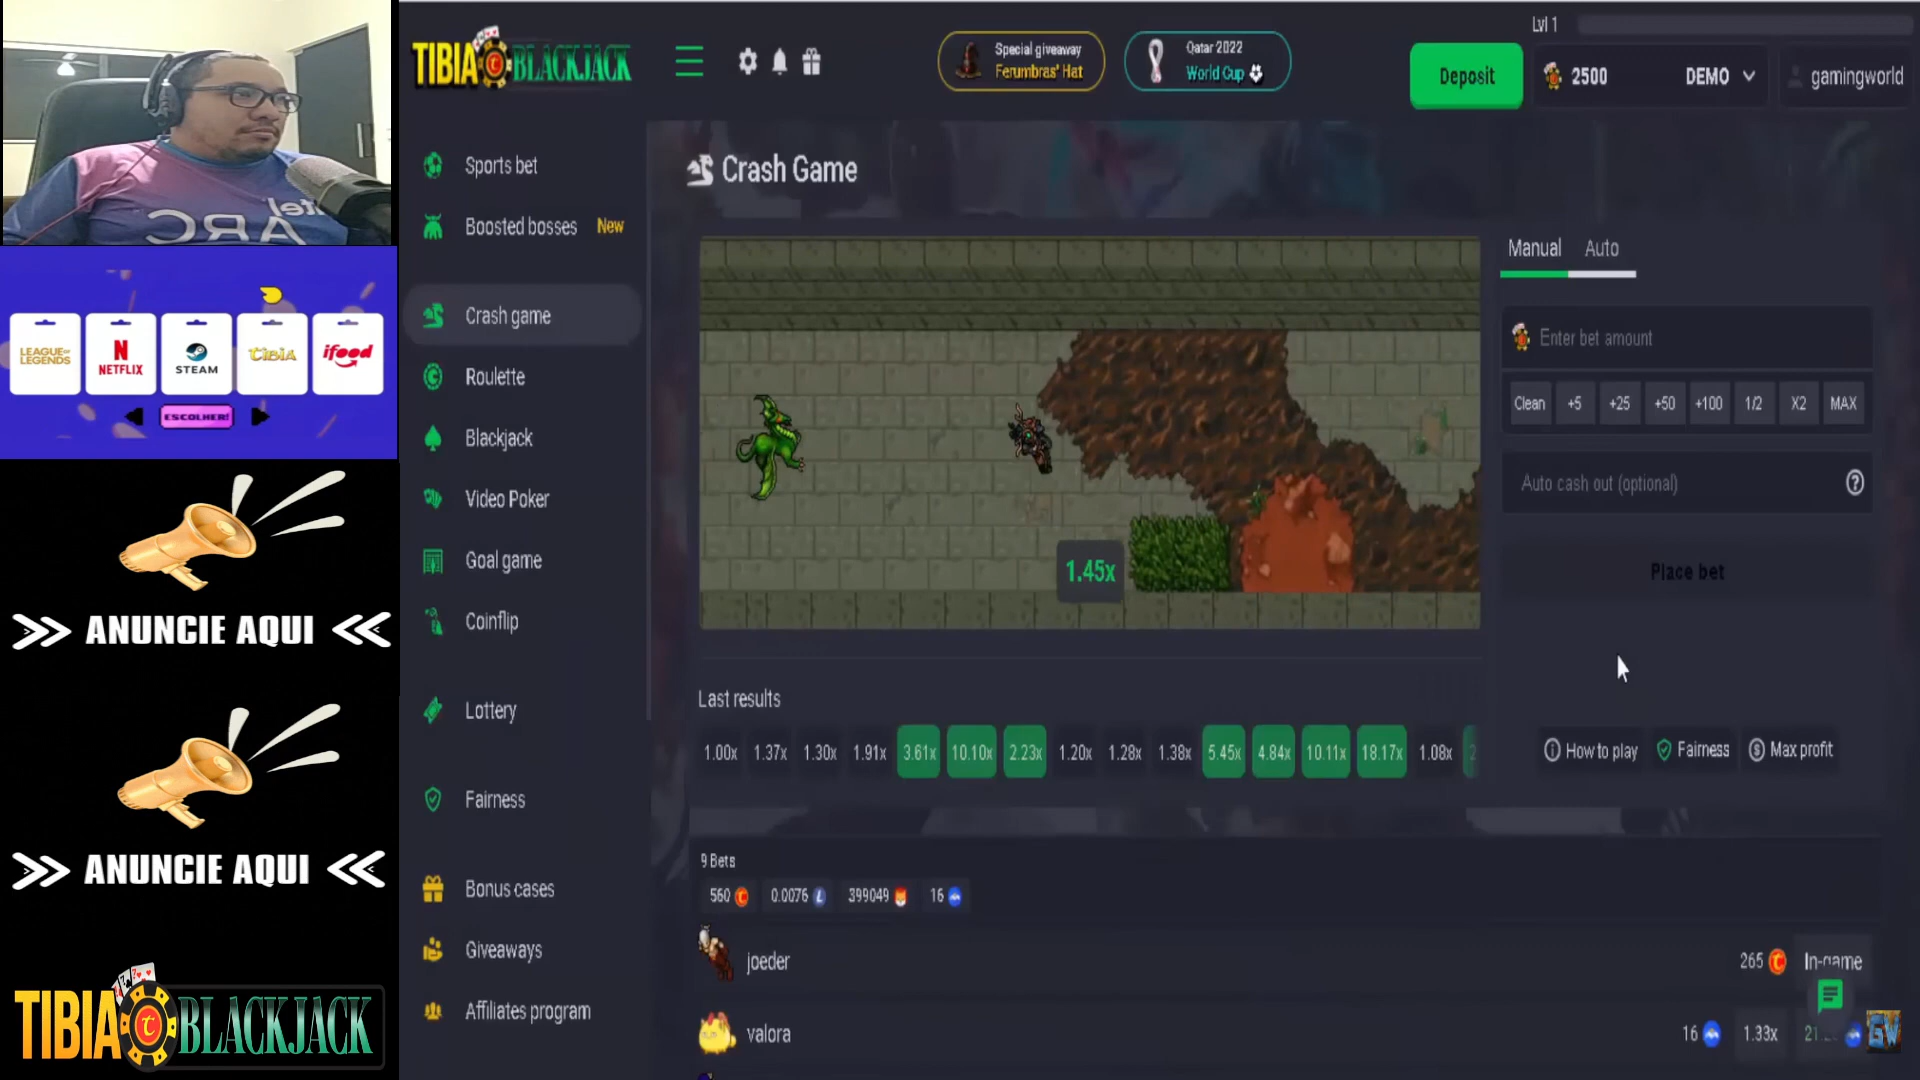 TIBIA BLACKJACK
Special giveaway
Ferumbras' Hat
Qatar 2022
World Cup
Deposit
Lvl 1
2500
DEMO
gamingworld
Sports bet
Boosted bosses
New
Crash game
Roulette
Blackjack
Video Poker
Goal game
Coinflip
Lottery
Fairness
Bonus cases
Giveaways
Affiliates program
Crash Game
1.45x
Manual
Auto
Enter bet amount
Clean
+5
+25
+50
+100
1/2
X2
MAX
Auto cash out (optional)
Place bet
How to play
Fairness
Max profit
Last results
1.00x
1.37x
1.30x
1.91x
3.61x
10.10x
2.23x
1.20x
1.28x
1.38x
5.45x
4.84x
10.11x
18.17x
1.08x
9 Bets
560
0.0076
399049
16
joeder
265
In-game
valora
16
1.33x
GW
intel
ARC
LEAGUE OF
LEGENDS
NETFLIX
STEAM
TIBIA
ifood
ESCOLHER!
>> ANUNCIE AQUI <<
>> ANUNCIE AQUI <<
TIBIA BLACKJACK